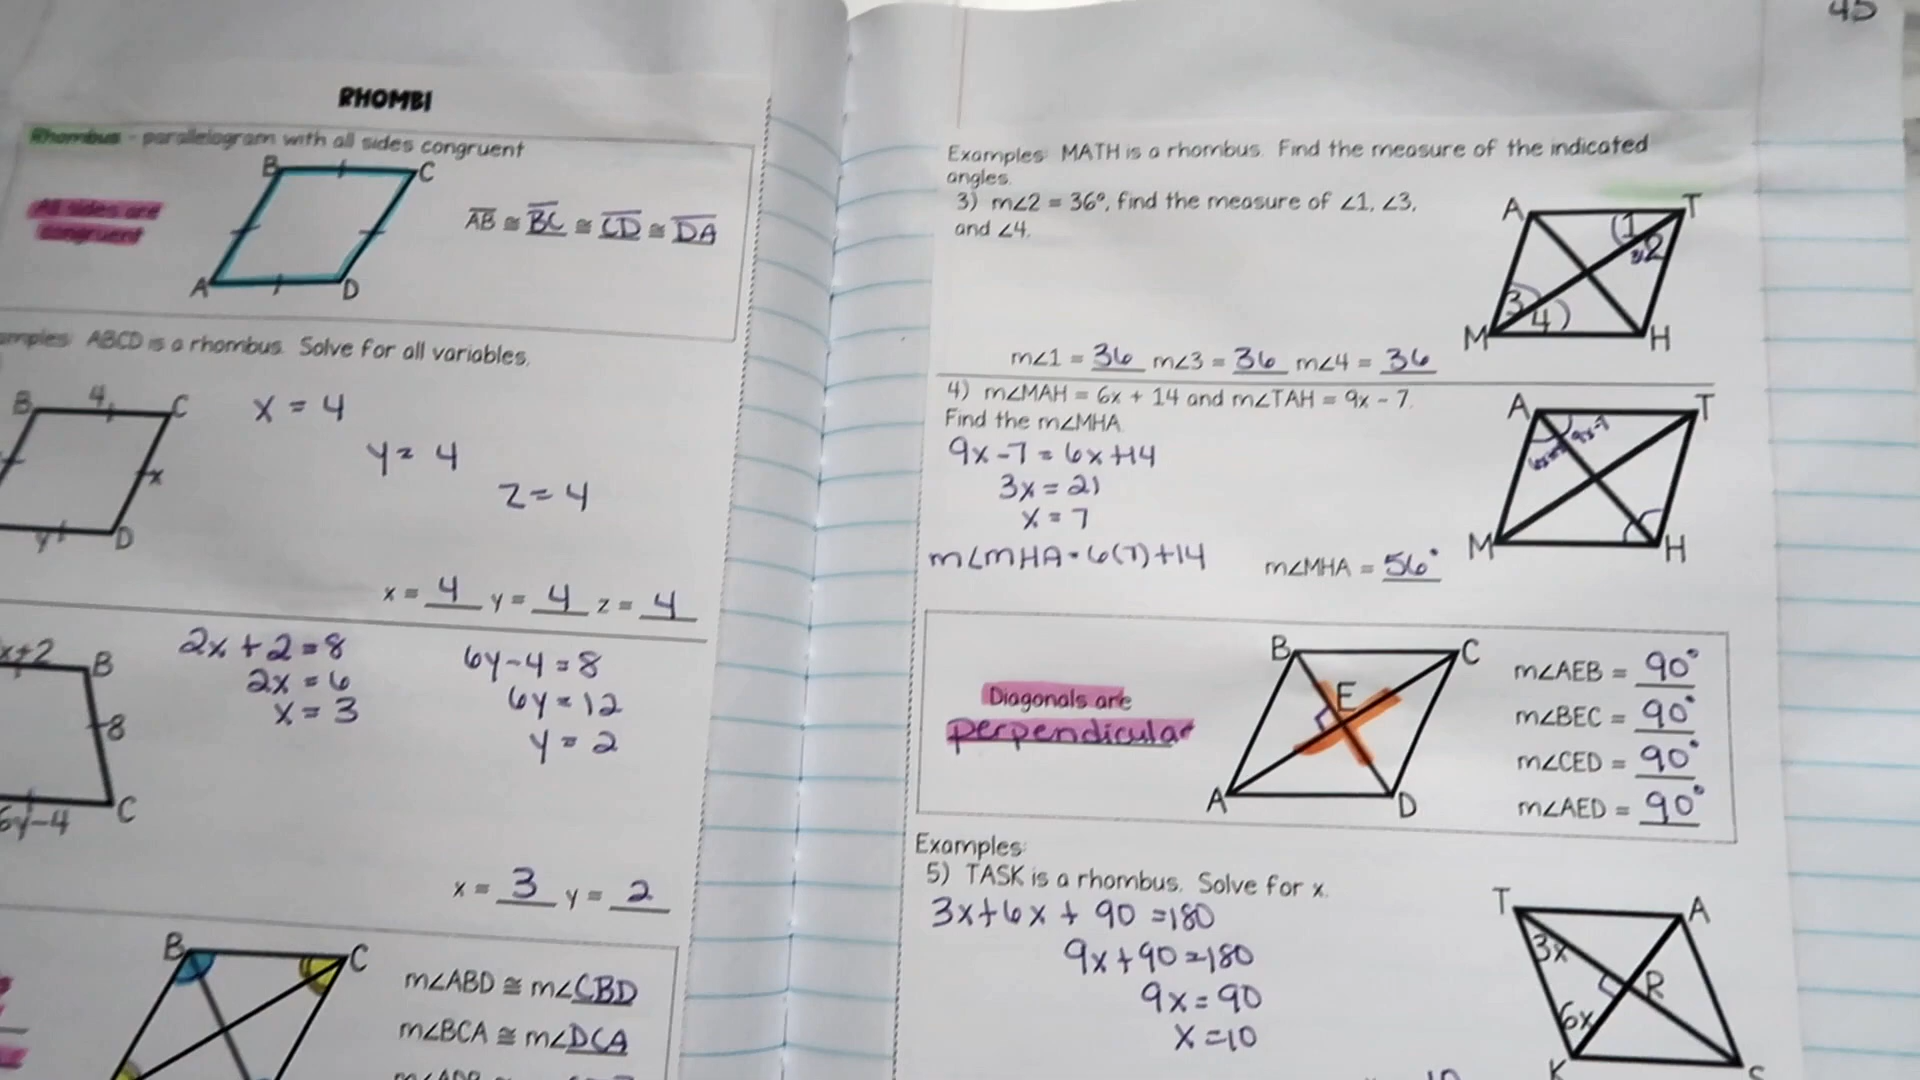 45
RHOMBI
Rhombus - parallelogram with all sides congruent
All sides are
congruent
B
C
A
D
AB ≅ BC ≅ CD ≅ DA
ABCD is a rhombus. Solve for all variables.
B
4
C
x
y
D
x = 4
y = 4
z = 4
x = 4 y = 4 z = 4
x+2
B
8
6y-4
C
2x + 2 = 8
2x = 6
x = 3
6y-4 = 8
6y = 12
y = 2
x = 3 y = 2
B
C
m∠ABD ≅ m∠CBD
m∠BCA ≅ m∠DCA
Examples: MATH is a rhombus. Find the measure of the indicated
angles.
3) m∠2 = 36°, find the measure of ∠1, ∠3,
and ∠4.
A
T
1
2
3
4
M
H
m∠1 = 36 m∠3 = 36 m∠4 = 36
4) m∠MAH = 6x + 14 and m∠TAH = 9x - 7.
Find the m∠MHA.
9x-7 = 6x+14
3x = 21
x = 7
m∠MHA = 6(7)+14
m∠MHA = 56°
A
T
9x-7
M
H
Diagonals are
perpendicular
B
C
E
A
D
m∠AEB = 90°
m∠BEC = 90°
m∠CED = 90°
m∠AED = 90°
Examples:
5) TASK is a rhombus. Solve for x.
3x+6x + 90 = 180
9x+90 = 180
9x = 90
x = 10
T
A
3x
R
6x
K
S